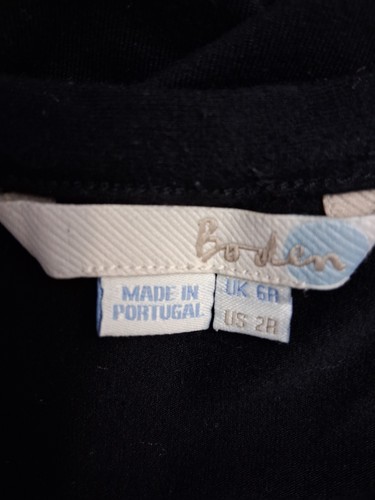 Boden
MADE IN
PORTUGAL
UK 6R
US 2R